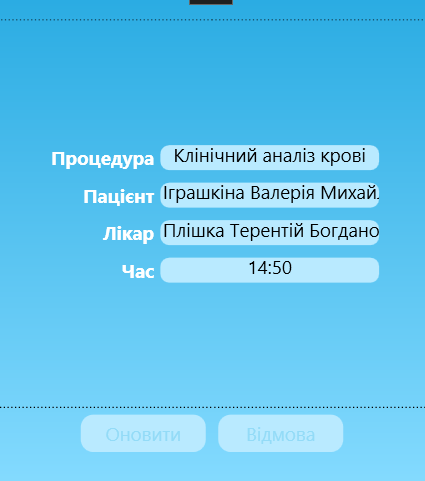 Процедура Клінічний аналіз крові
Пацієнт Іграшкіна Валерія Михай
Лікар Плішка Терентій Богдано
Час 14:50
Оновити Відмова